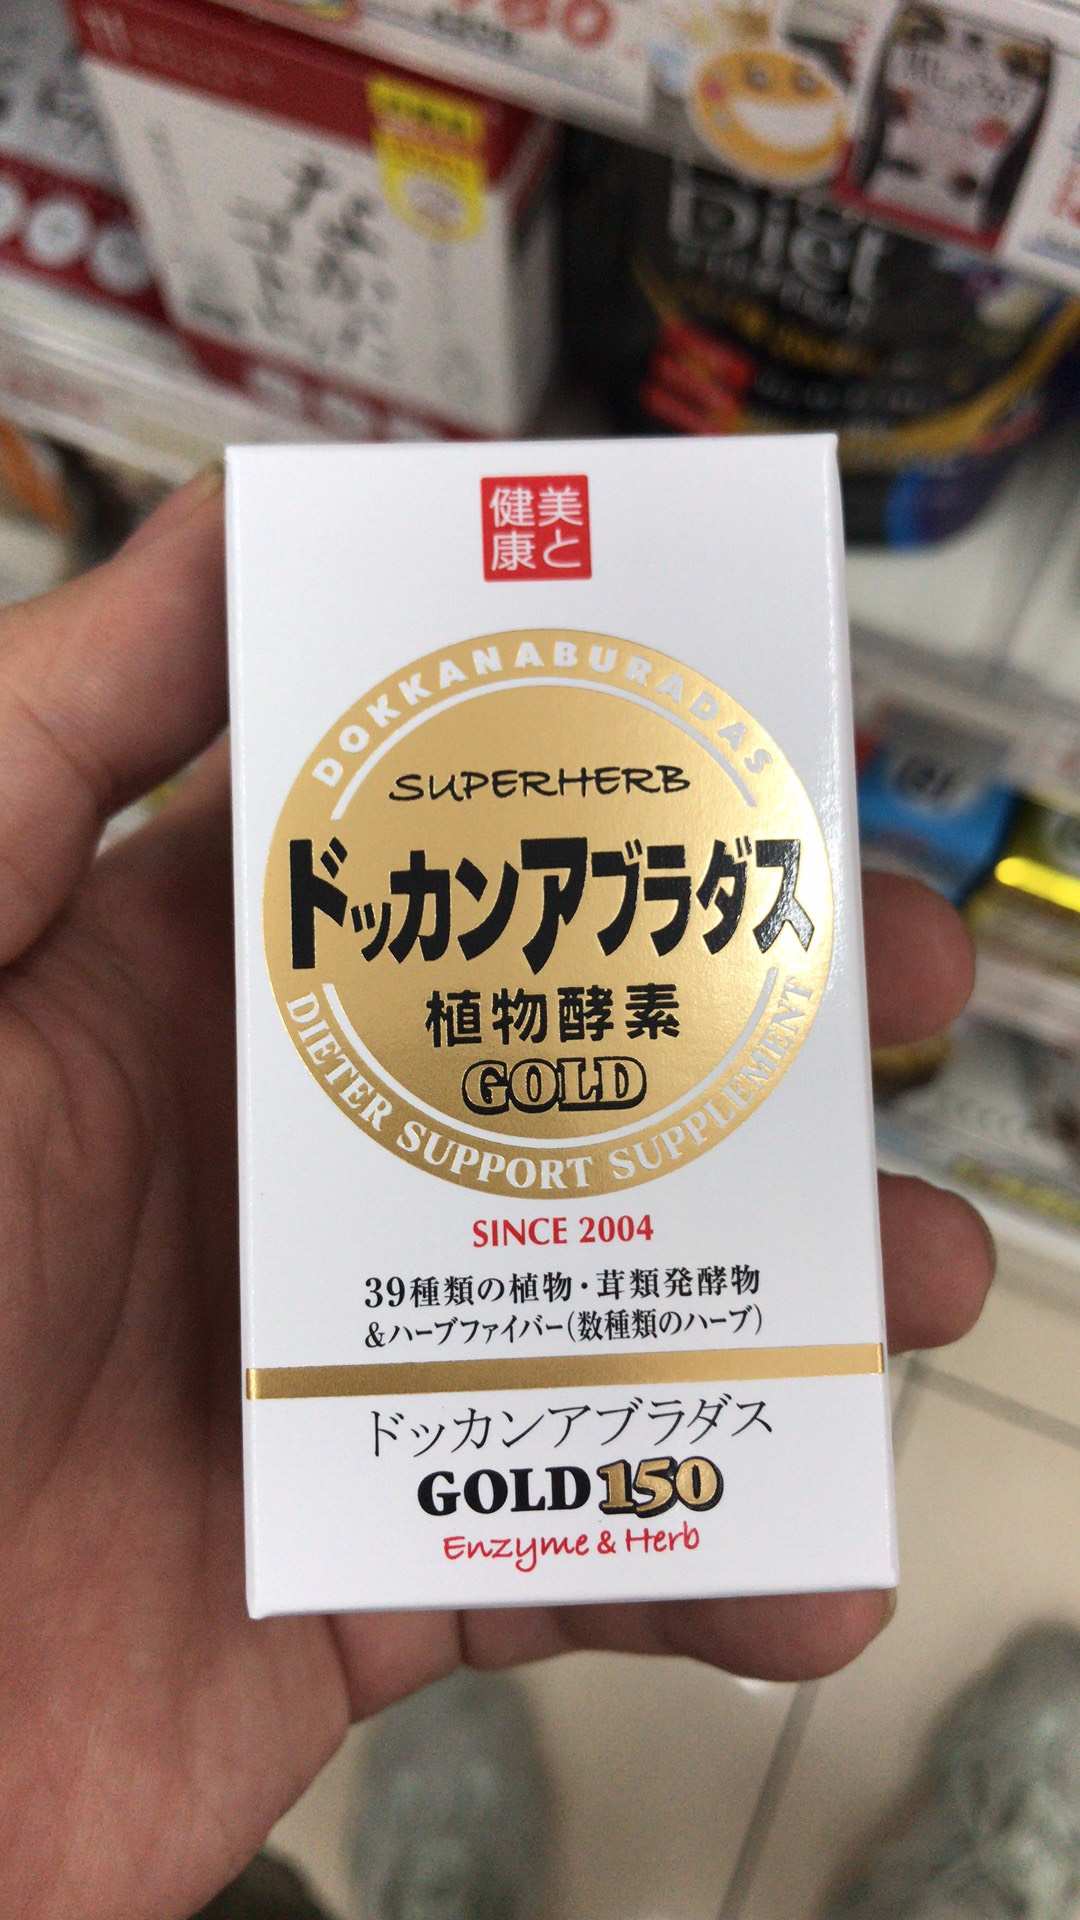 780
Diet
美と
健康
DOKKANABURADAS
SUPERHERB
ドッカンアブラダス
植物酵素
GOLD
DIETER SUPPORT SUPPLEMENT
SINCE 2004
39種類の植物・茸類発酵物
&ハーブファイバー(数種類のハーブ)
ドッカンアブラダス
GOLD150
Enzyme & Herb